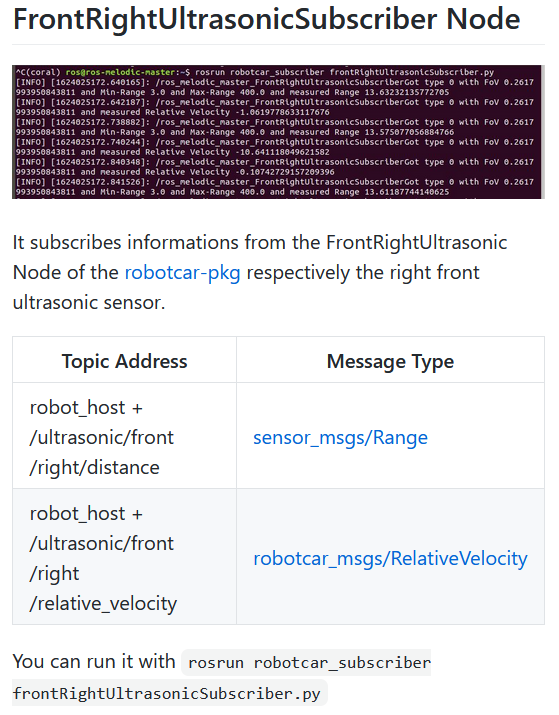 FrontRightUltrasonicSubscriber Node
^C(coral) ros@ros-melodic-master:~$ rosrun robotcar_subscriber frontRightUltrasonicSubscriber.py
[INFO] [1624025172.640165]: /ros_melodic_master_FrontRightUltrasonicSubscriberGot type 0 with FoV 0.2617
993950843811 and Min-Range 3.0 and Max-Range 400.0 and measured Range 13.63232135772705
[INFO] [1624025172.642187]: /ros_melodic_master_FrontRightUltrasonicSubscriberGot type 0 with FoV 0.2617
993950843811 and measured Relative Velocity -1.0619778633117676
[INFO] [1624025172.738882]: /ros_melodic_master_FrontRightUltrasonicSubscriberGot type 0 with FoV 0.2617
993950843811 and Min-Range 3.0 and Max-Range 400.0 and measured Range 13.575077056884766
[INFO] [1624025172.740244]: /ros_melodic_master_FrontRightUltrasonicSubscriberGot type 0 with FoV 0.2617
993950843811 and measured Relative Velocity -10.641118049621582
[INFO] [1624025172.840348]: /ros_melodic_master_FrontRightUltrasonicSubscriberGot type 0 with FoV 0.2617
993950843811 and measured Relative Velocity -0.10742729157209396
[INFO] [1624025172.841526]: /ros_melodic_master_FrontRightUltrasonicSubscriberGot type 0 with FoV 0.2617
993950843811 and Min-Range 3.0 and Max-Range 400.0 and measured Range 13.61187744140625
It subscribes informations from the FrontRightUltrasonic
Node of the robotcar-pkg respectively the right front
ultrasonic sensor.
Topic Address
Message Type
robot_host +
/ultrasonic/front
/right/distance
sensor_msgs/Range
robot_host +
/ultrasonic/front
/right
/relative_velocity
robotcar_msgs/RelativeVelocity
You can run it with rosrun robotcar_subscriber
frontRightUltrasonicSubscriber.py